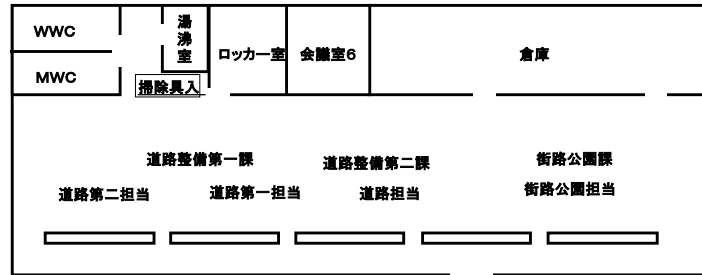 WWC
湯沸室
ロッカー室
会議室6
倉庫
MWC
掃除具入
道路整備第一課
道路整備第二課
街路公園課
道路第二担当
道路第一担当
道路担当
街路公園担当